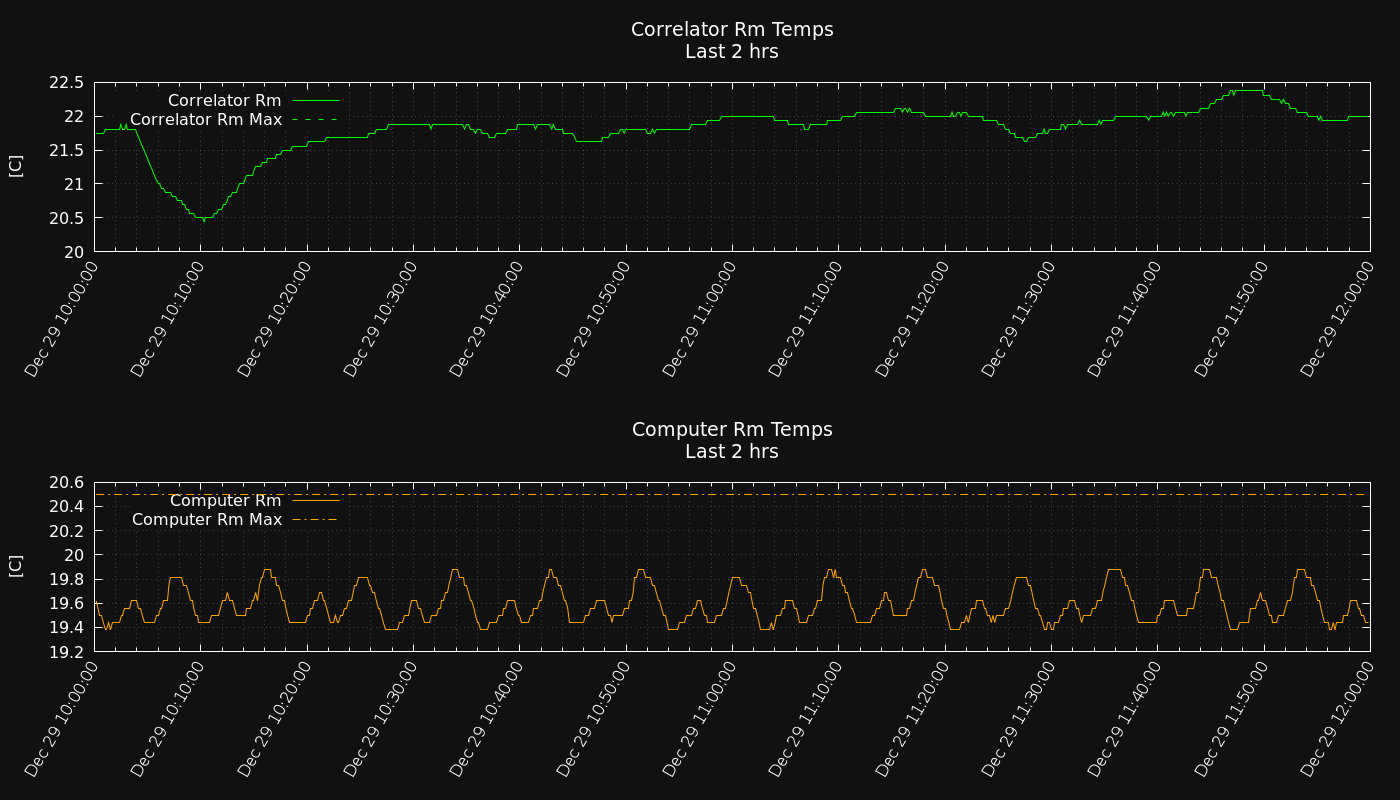 Correlator Rm Temps
Last 2 hrs
22.5
22
21.5
21
20.5
20
[C]
Correlator Rm
Correlator Rm Max
Dec 29 10:00:00
Dec 29 10:10:00
Dec 29 10:20:00
Dec 29 10:30:00
Dec 29 10:40:00
Dec 29 10:50:00
Dec 29 11:00:00
Dec 29 11:10:00
Dec 29 11:20:00
Dec 29 11:30:00
Dec 29 11:40:00
Dec 29 11:50:00
Dec 29 12:00:00
Computer Rm Temps
Last 2 hrs
20.6
20.4
20.2
20
19.8
19.6
19.4
19.2
[C]
Computer Rm
Computer Rm Max
Dec 29 10:00:00
Dec 29 10:10:00
Dec 29 10:20:00
Dec 29 10:30:00
Dec 29 10:40:00
Dec 29 10:50:00
Dec 29 11:00:00
Dec 29 11:10:00
Dec 29 11:20:00
Dec 29 11:30:00
Dec 29 11:40:00
Dec 29 11:50:00
Dec 29 12:00:00